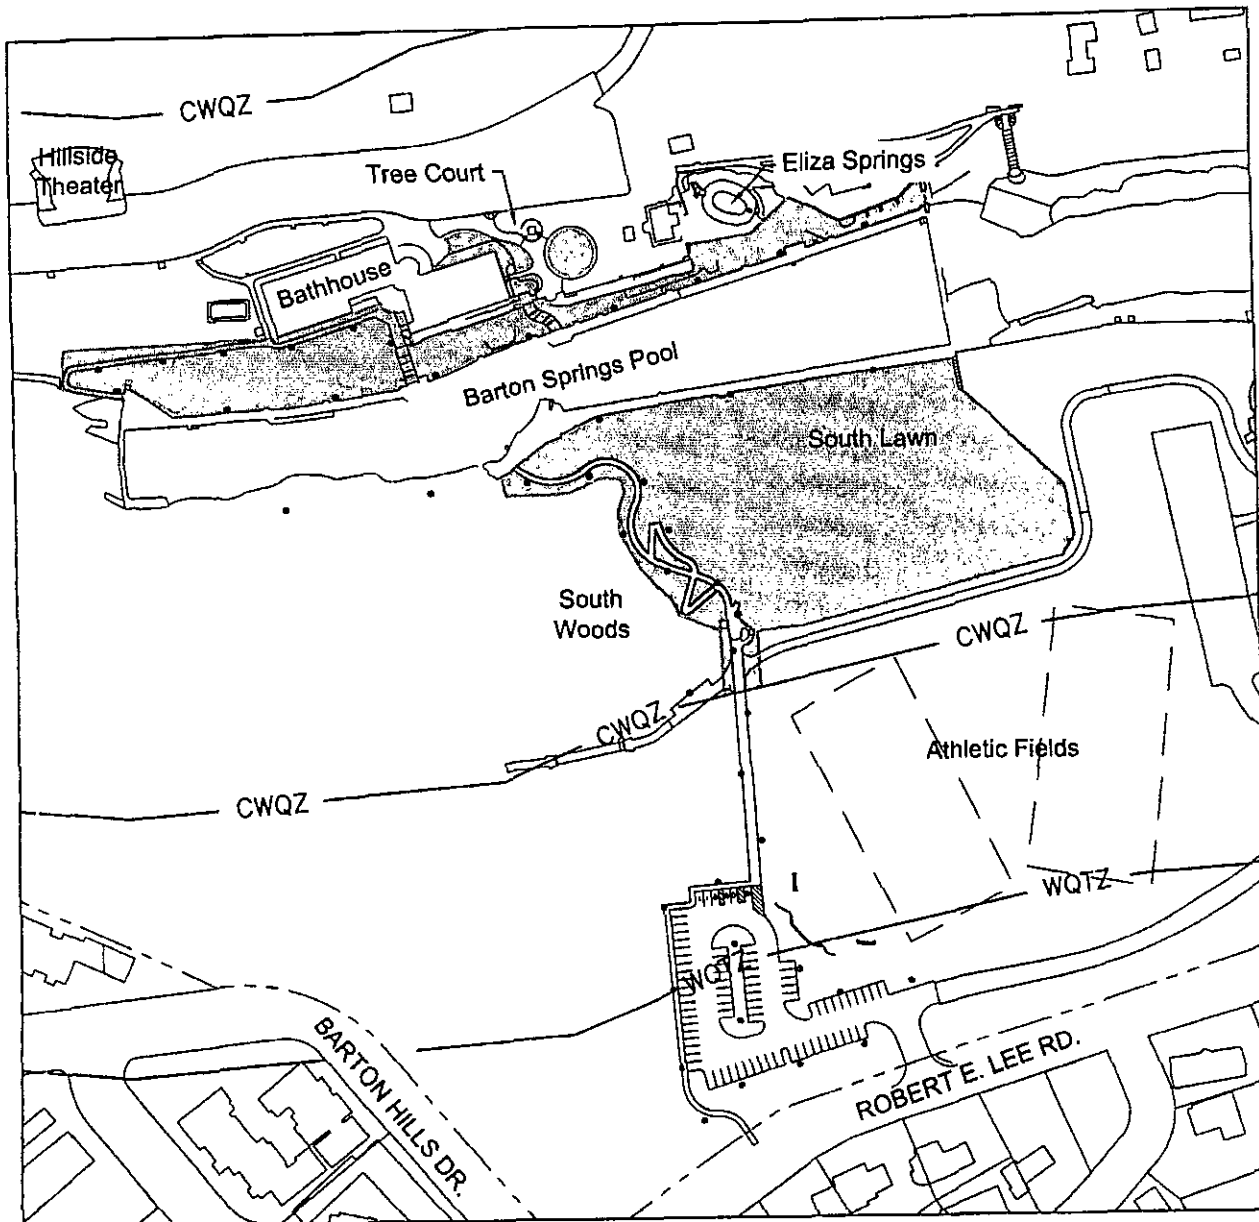 CWQZ
Hillside
Theater
Tree Court
Eliza Springs
Bathhouse
Barton Springs Pool
South Lawn
South
Woods
CWQZ
CWQZ
Athletic Fields
CWQZ
WQTZ
WQTZ
BARTON HILLS DR.
ROBERT E. LEE RD.